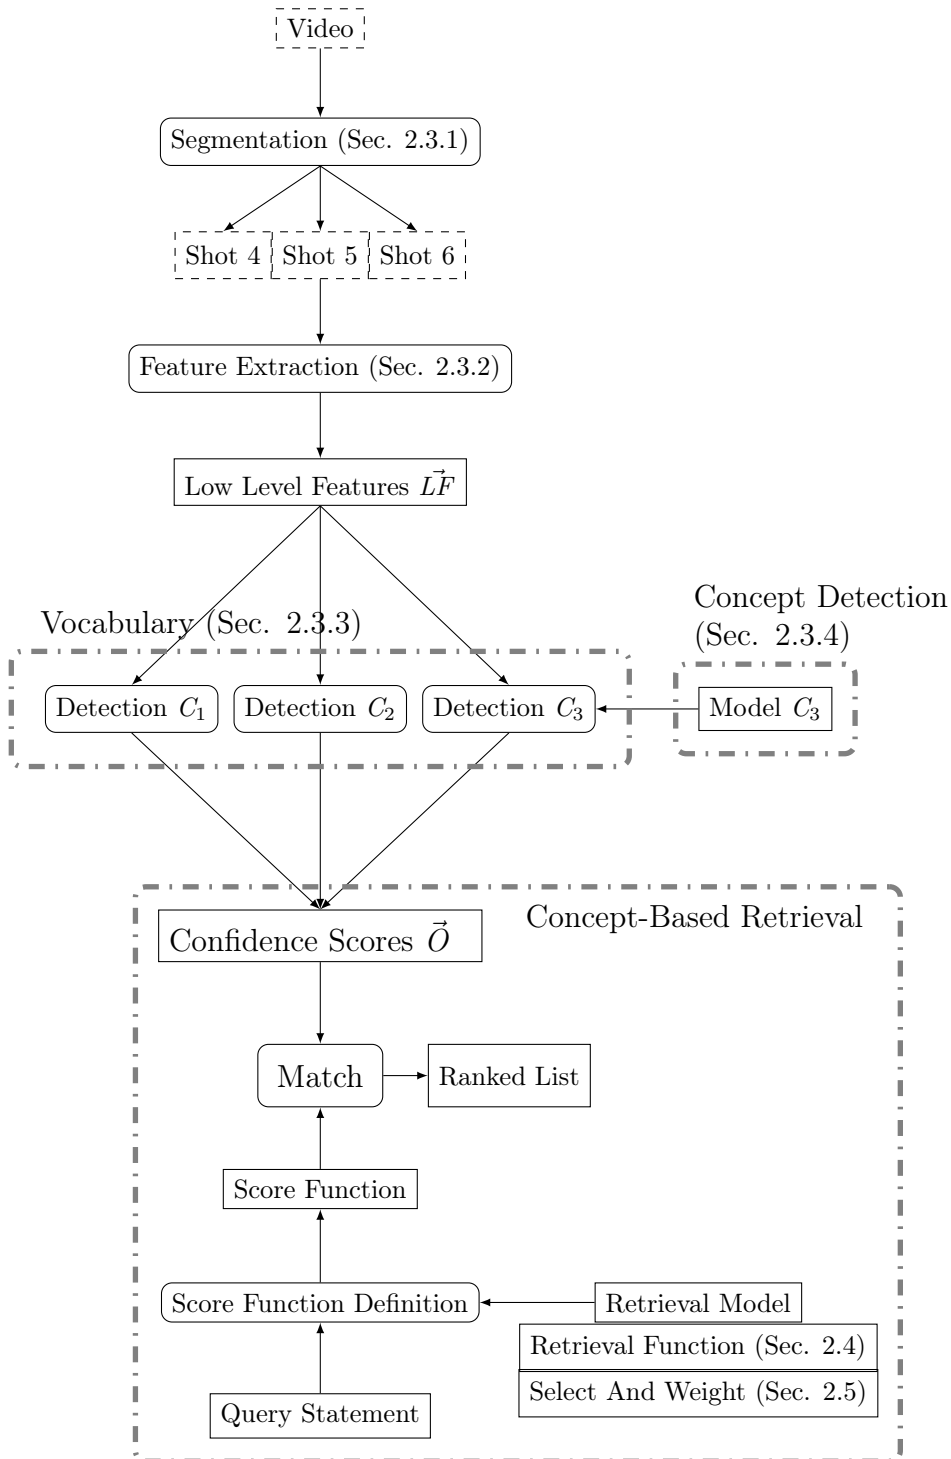 Video
Segmentation (Sec. 2.3.1)
Shot 4 Shot 5 Shot 6
Feature Extraction (Sec. 2.3.2)
Low Level Features $\vec{LF}$
Concept Detection
(Sec. 2.3.4)
Vocabulary (Sec. 2.3.3)
Detection $C_1$ Detection $C_2$ Detection $C_3$ Model $C_3$
Concept-Based Retrieval
Confidence Scores $\vec{O}$
Match Ranked List
Score Function
Score Function Definition Retrieval Model
Retrieval Function (Sec. 2.4)
Select And Weight (Sec. 2.5)
Query Statement